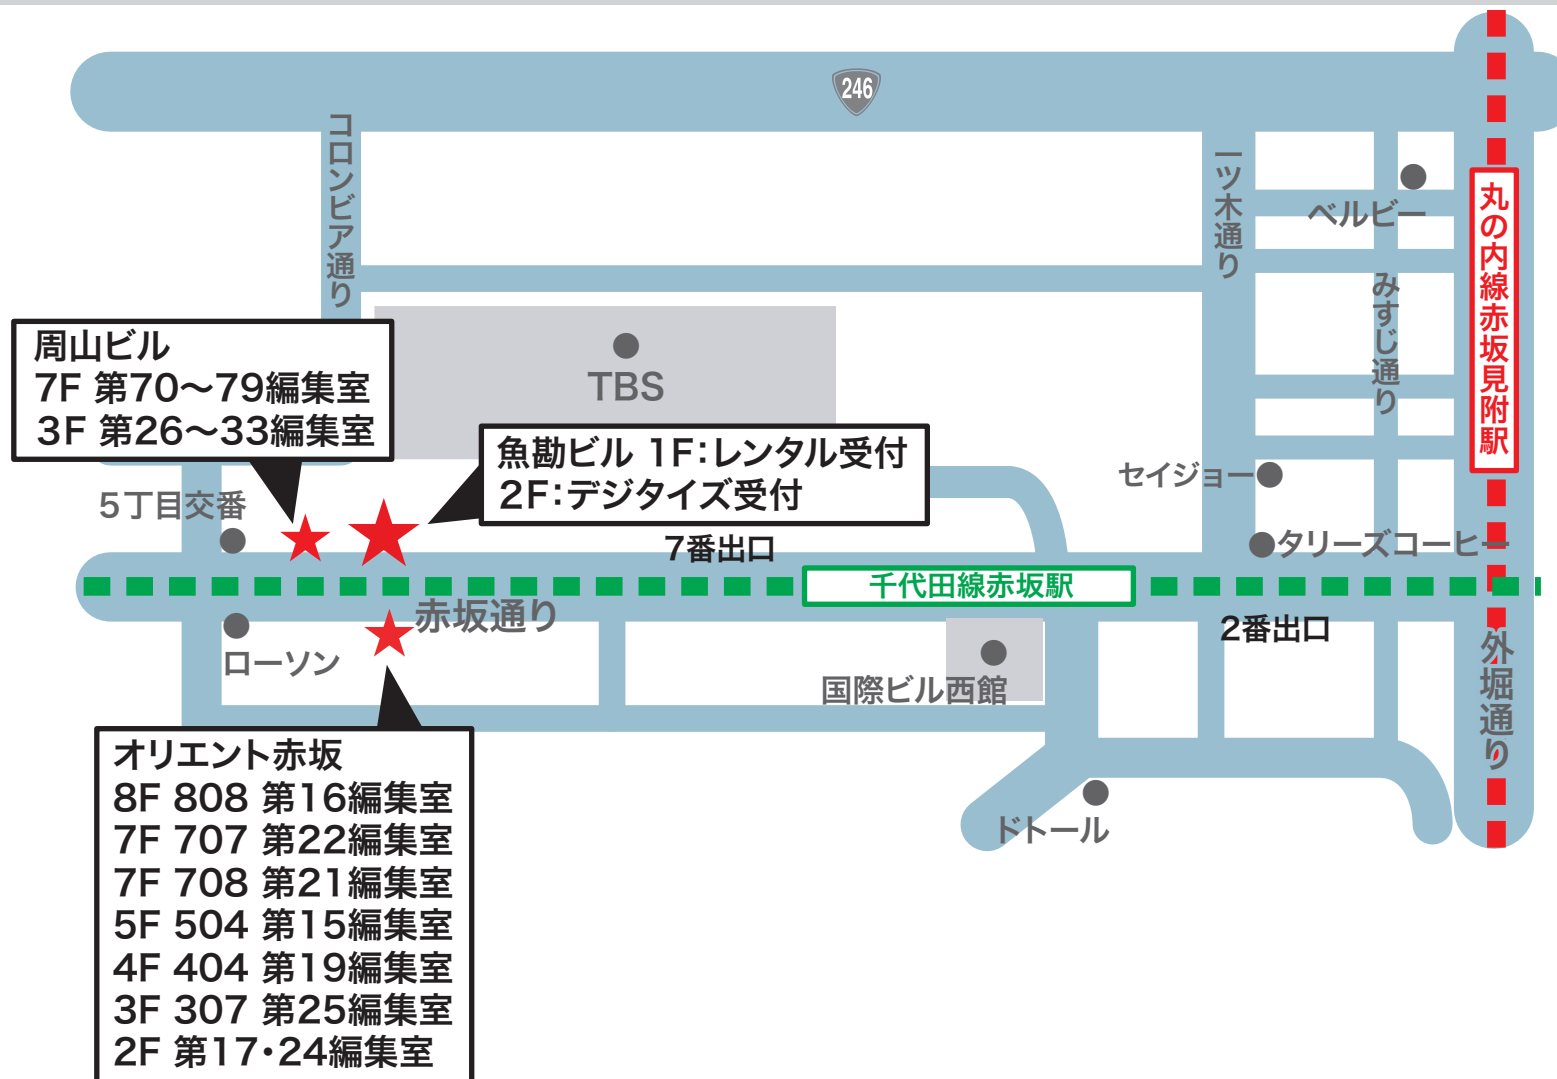 246
コロンビア通り
一ツ木通り
ベルビー
丸の内線赤坂見附駅
みすじ通り
周山ビル
7F 第70〜79編集室
3F 第26〜33編集室
TBS
魚勘ビル 1F:レンタル受付
2F:デジタイズ受付
セイジョー
5丁目交番
7番出口
タリーズコーヒー
千代田線赤坂駅
赤坂通り
2番出口
ローソン
国際ビル西館
外堀通り
オリエント赤坂
8F 808 第16編集室
7F 707 第22編集室
7F 708 第21編集室
5F 504 第15編集室
4F 404 第19編集室
3F 307 第25編集室
2F 第17・24編集室
ドトール